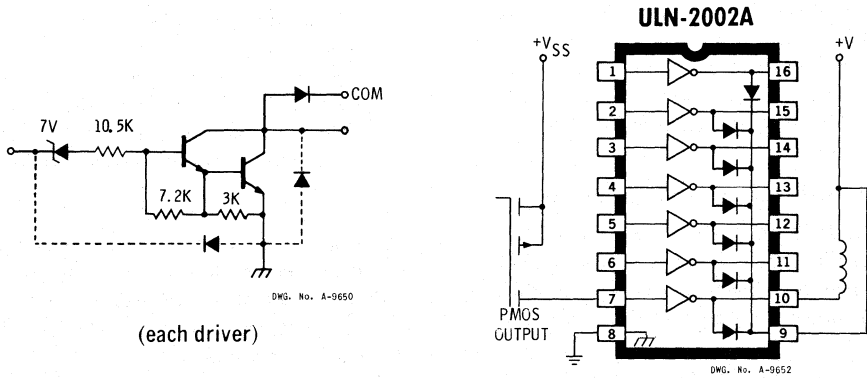 COM
7V
10.5K
7.2K
3K
DWG. No. A-9650
(each driver)
ULN-2002A
+VSS
+V
1
16
2
15
3
14
4
13
5
12
6
11
7
10
PMOS
OUTPUT
8
9
DWG. No. A-9652